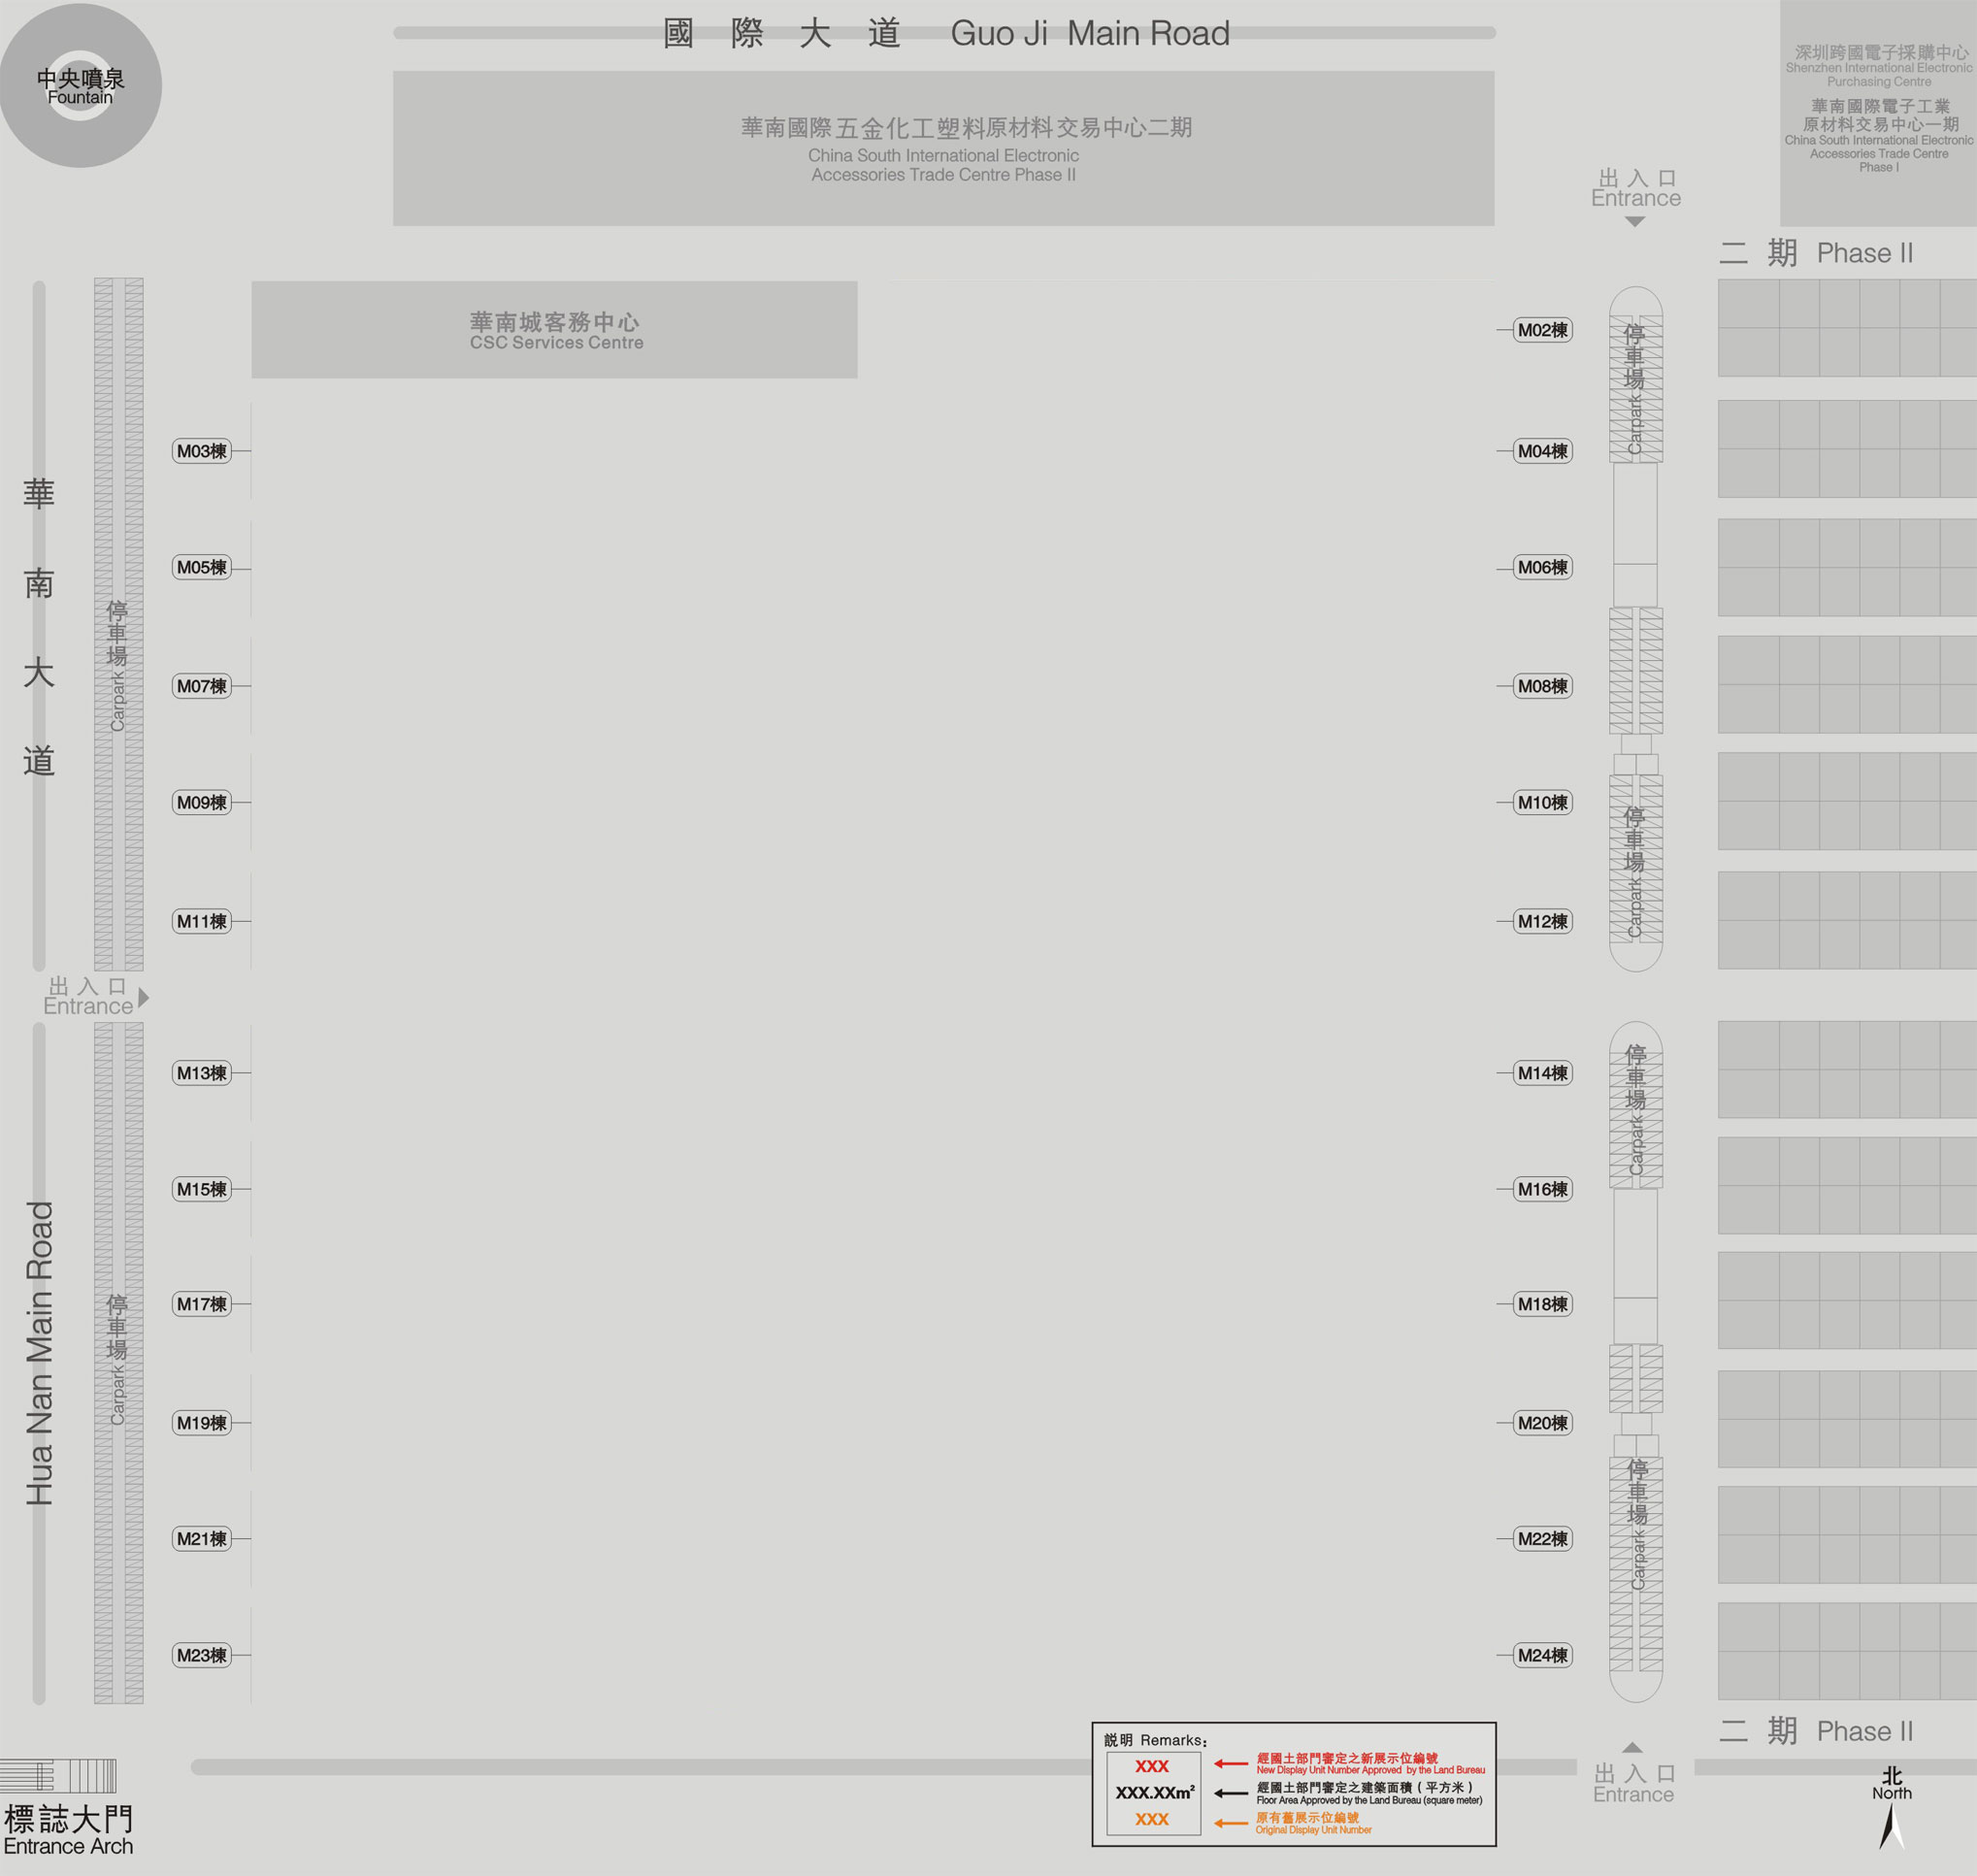 國際大道 Guo Ji Main Road
中央噴泉
Fountain
華南國際五金化工塑料原材料交易中心二期
China South International Electronic
Accessories Trade Centre Phase II
深圳跨國電子採購中心
Shenzhen International Electronic
Purchasing Centre
華南國際電子工業
原材料交易中心一期
China South International Electronic
Accessories Trade Centre
Phase I
出入口
Entrance
二期 Phase II
華南城客務中心
CSC Services Centre
M02棟
M03棟
M04棟
M05棟
M06棟
M07棟
M08棟
M09棟
M10棟
M11棟
M12棟
停車場 Carpark
停車場 Carpark
停車場 Carpark
華南大道
出入口
Entrance
M13棟
M14棟
M15棟
M16棟
M17棟
M18棟
M19棟
M20棟
M21棟
M22棟
M23棟
M24棟
停車場 Carpark
停車場 Carpark
停車場 Carpark
Hua Nan Main Road
二期 Phase II
説明 Remarks:
XXX
經國土部門審定之新展示位編號
New Display Unit Number Approved by the Land Bureau
XXX.XXm²
經國土部門審定之建築面積（平方米）
Floor Area Approved by the Land Bureau (square meter)
XXX
原有舊展示位編號
Original Display Unit Number
出入口
Entrance
北
North
標誌大門
Entrance Arch